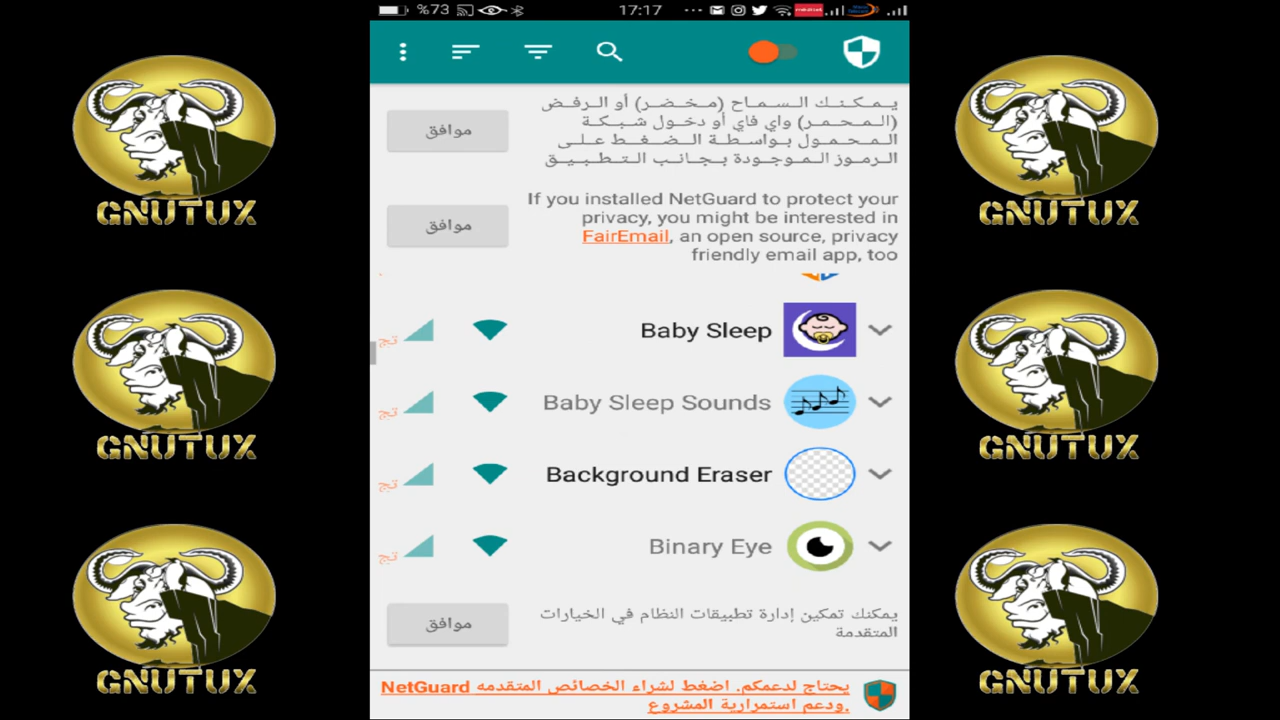 %73
17:17
يمكنك السماح (مخضر) أو الرفض
(المحمر) واي فاي أو دخول شبكة
المحمول بواسطة الضغط على
الرموز الموجودة بجانب التطبيق
موافق
If you installed NetGuard to protect your
privacy, you might be interested in
FairEmail, an open source, privacy
friendly email app, too
موافق
Baby Sleep
تج
Baby Sleep Sounds
تج
Background Eraser
تج
Binary Eye
تج
يمكنك تمكين إدارة تطبيقات النظام في الخيارات
المتقدمة
موافق
يحتاج لدعمكم. اضغط لشراء الخصائص المتقدمه NetGuard
.ودعم استمرارية المشروع
GNUTUX
GNUTUX
GNUTUX
GNUTUX
GNUTUX
GNUTUX